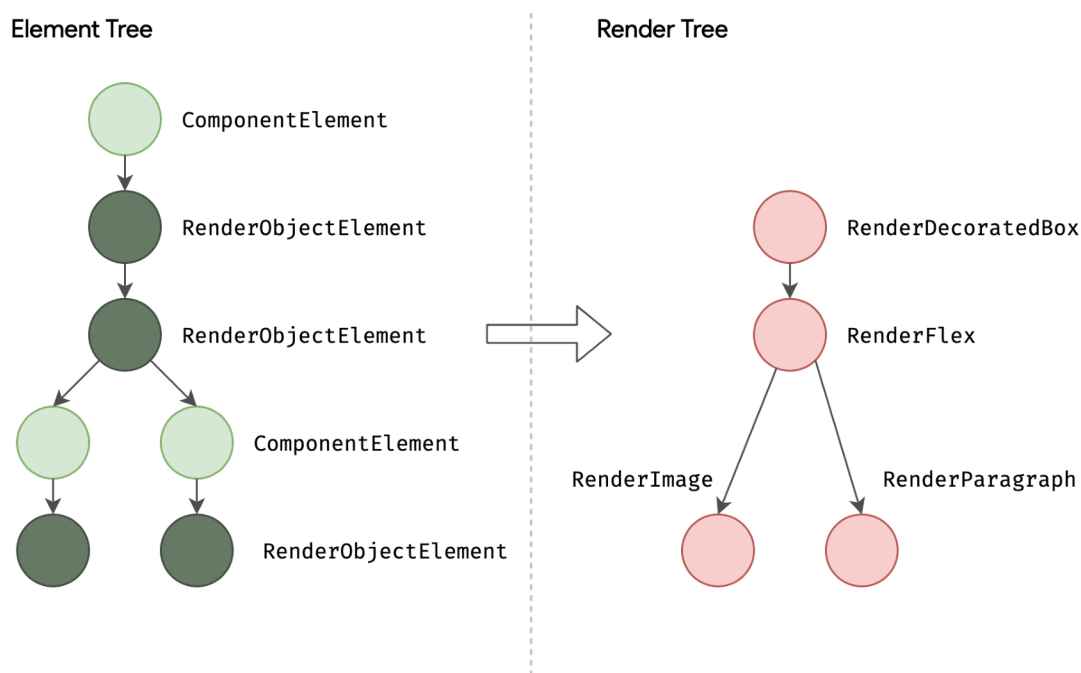 Element Tree
Render Tree
ComponentElement
RenderObjectElement
RenderDecoratedBox
RenderObjectElement
RenderFlex
ComponentElement
RenderImage
RenderParagraph
RenderObjectElement